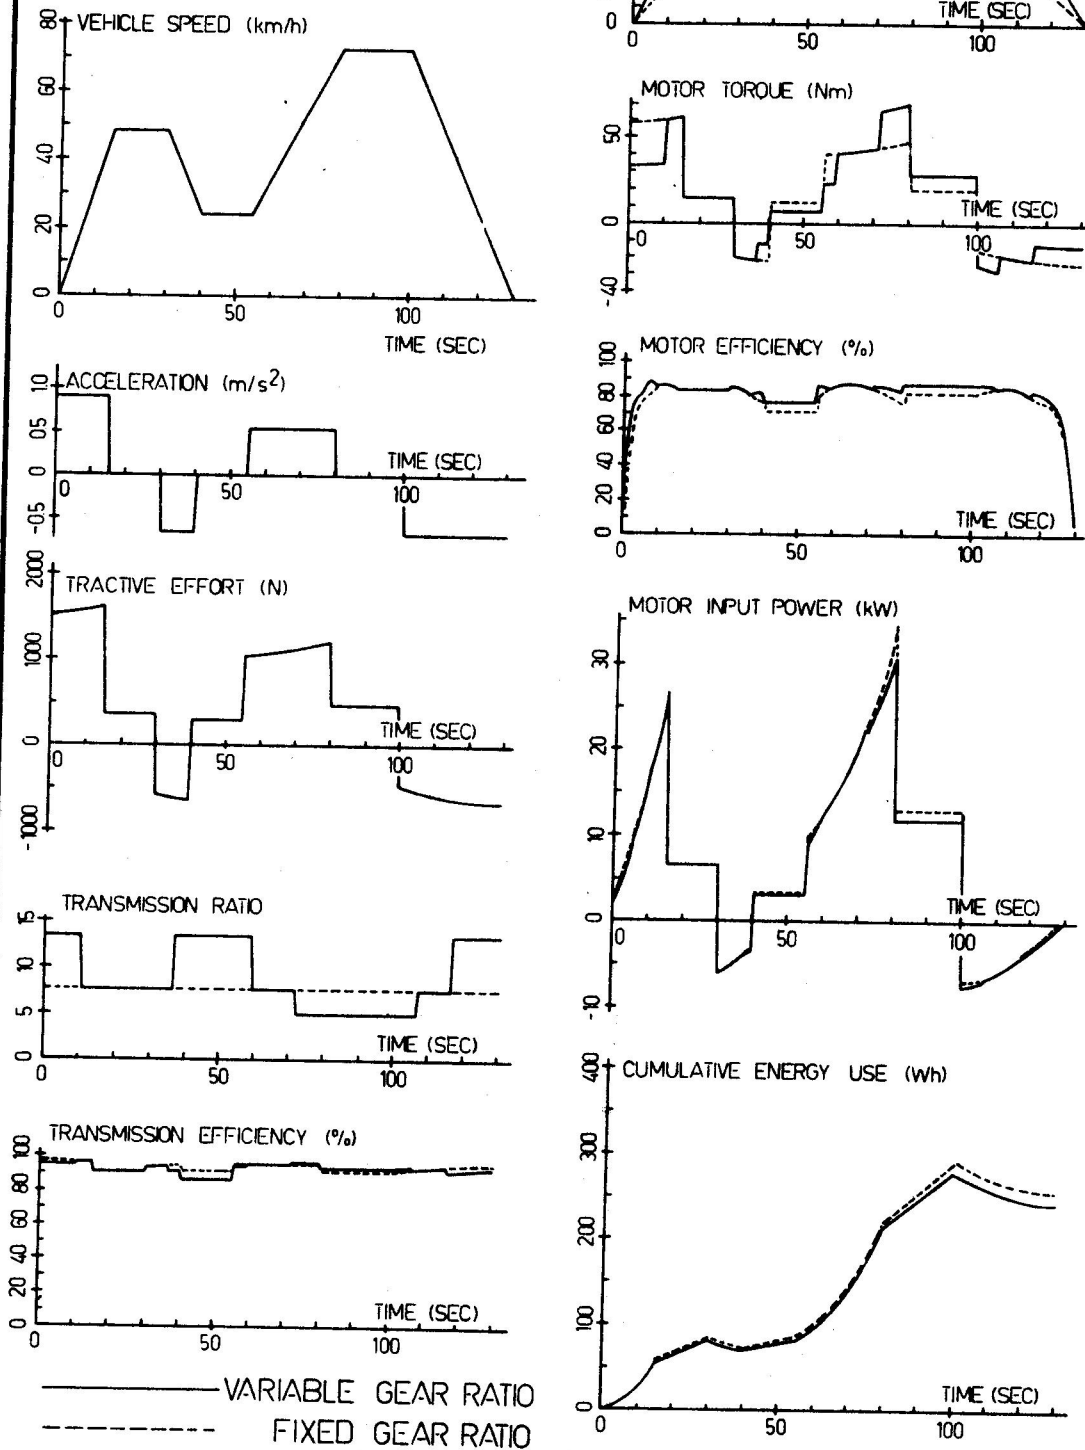 VEHICLE SPEED (km/h)
80
60
40
20
0
0 50 100
TIME (SEC)
ACCELERATION (m/s2)
1.0
0.5
0
-0.5
TIME (SEC)
0 50 100
TRACTIVE EFFORT (N)
2000
1000
0
-1000
TIME (SEC)
0 50 100
TRANSMISSION RATIO
15
10
5
0
TIME (SEC)
0 50 100
TRANSMISSION EFFICIENCY (%)
100
80
60
40
20
0
TIME (SEC)
0 50 100
VARIABLE GEAR RATIO
FIXED GEAR RATIO
0
TIME (SEC)
0 50 100
MOTOR TORQUE (Nm)
50
0
-40
TIME (SEC)
0 50 100
MOTOR EFFICIENCY (%)
100
80
60
40
20
0
TIME (SEC)
0 50 100
MOTOR INPUT POWER (kW)
30
20
10
0
-10
TIME (SEC)
0 50 100
CUMULATIVE ENERGY USE (Wh)
400
300
200
100
0
TIME (SEC)
0 50 100